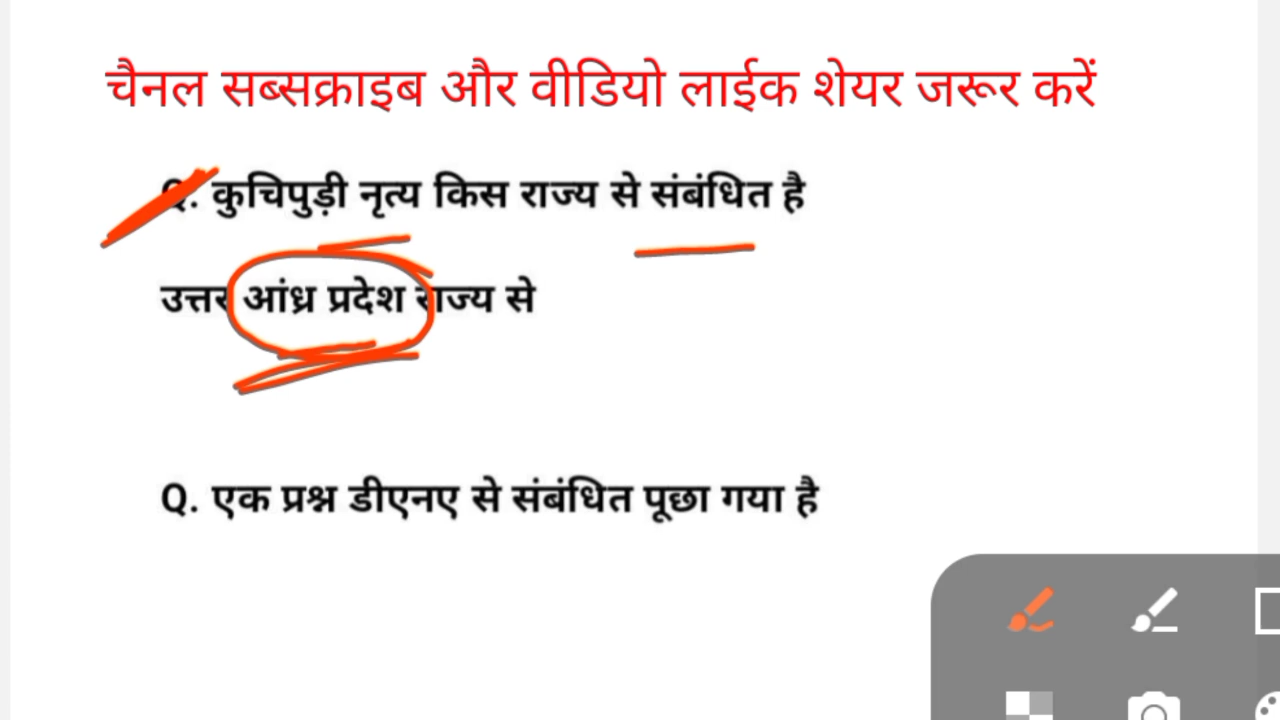 चैनल सब्सक्राइब और वीडियो लाईक शेयर जरूर करें
Q. कुचिपुड़ी नृत्य किस राज्य से संबंधित है
उत्तर आंध्र प्रदेश राज्य से
Q. एक प्रश्न डीएनए से संबंधित पूछा गया है